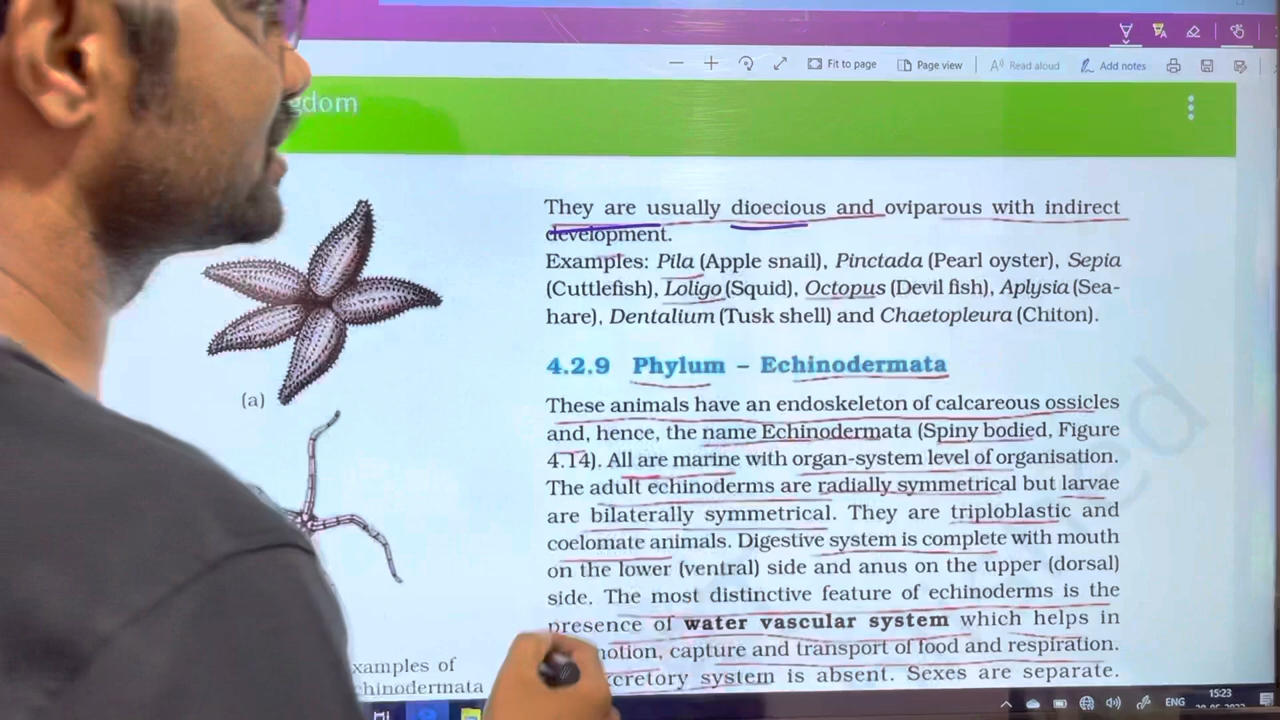 Fit to page
Page view
Read aloud
Add notes
gdom
They are usually dioecious and oviparous with indirect
development.
Examples: Pila (Apple snail), Pinctada (Pearl oyster), Sepia
(Cuttlefish), Loligo (Squid), Octopus (Devil fish), Aplysia (Sea-
hare), Dentalium (Tusk shell) and Chaetopleura (Chiton).
(a)
4.2.9 Phylum – Echinodermata
These animals have an endoskeleton of calcareous ossicles
and, hence, the name Echinodermata (Spiny bodied, Figure
4.14). All are marine with organ-system level of organisation.
The adult echinoderms are radially symmetrical but larvae
are bilaterally symmetrical. They are triploblastic and
coelomate animals. Digestive system is complete with mouth
on the lower (ventral) side and anus on the upper (dorsal)
side. The most distinctive feature of echinoderms is the
presence of water vascular system which helps in
otion, capture and transport of food and respiration.
cretory system is absent. Sexes are separate.
xamples of
chinodermata
ENG
15:23